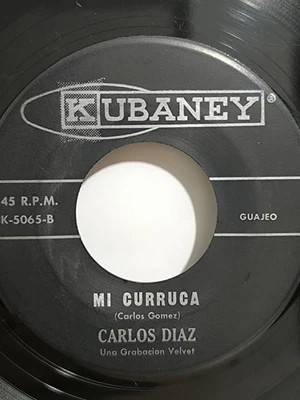 KUBANEY®
45 R.P.M.
K-5065-B
GUAJEO
MI CURRUCA
(Carlos Gomez)
CARLOS DIAZ
Una Grabacion Velvet